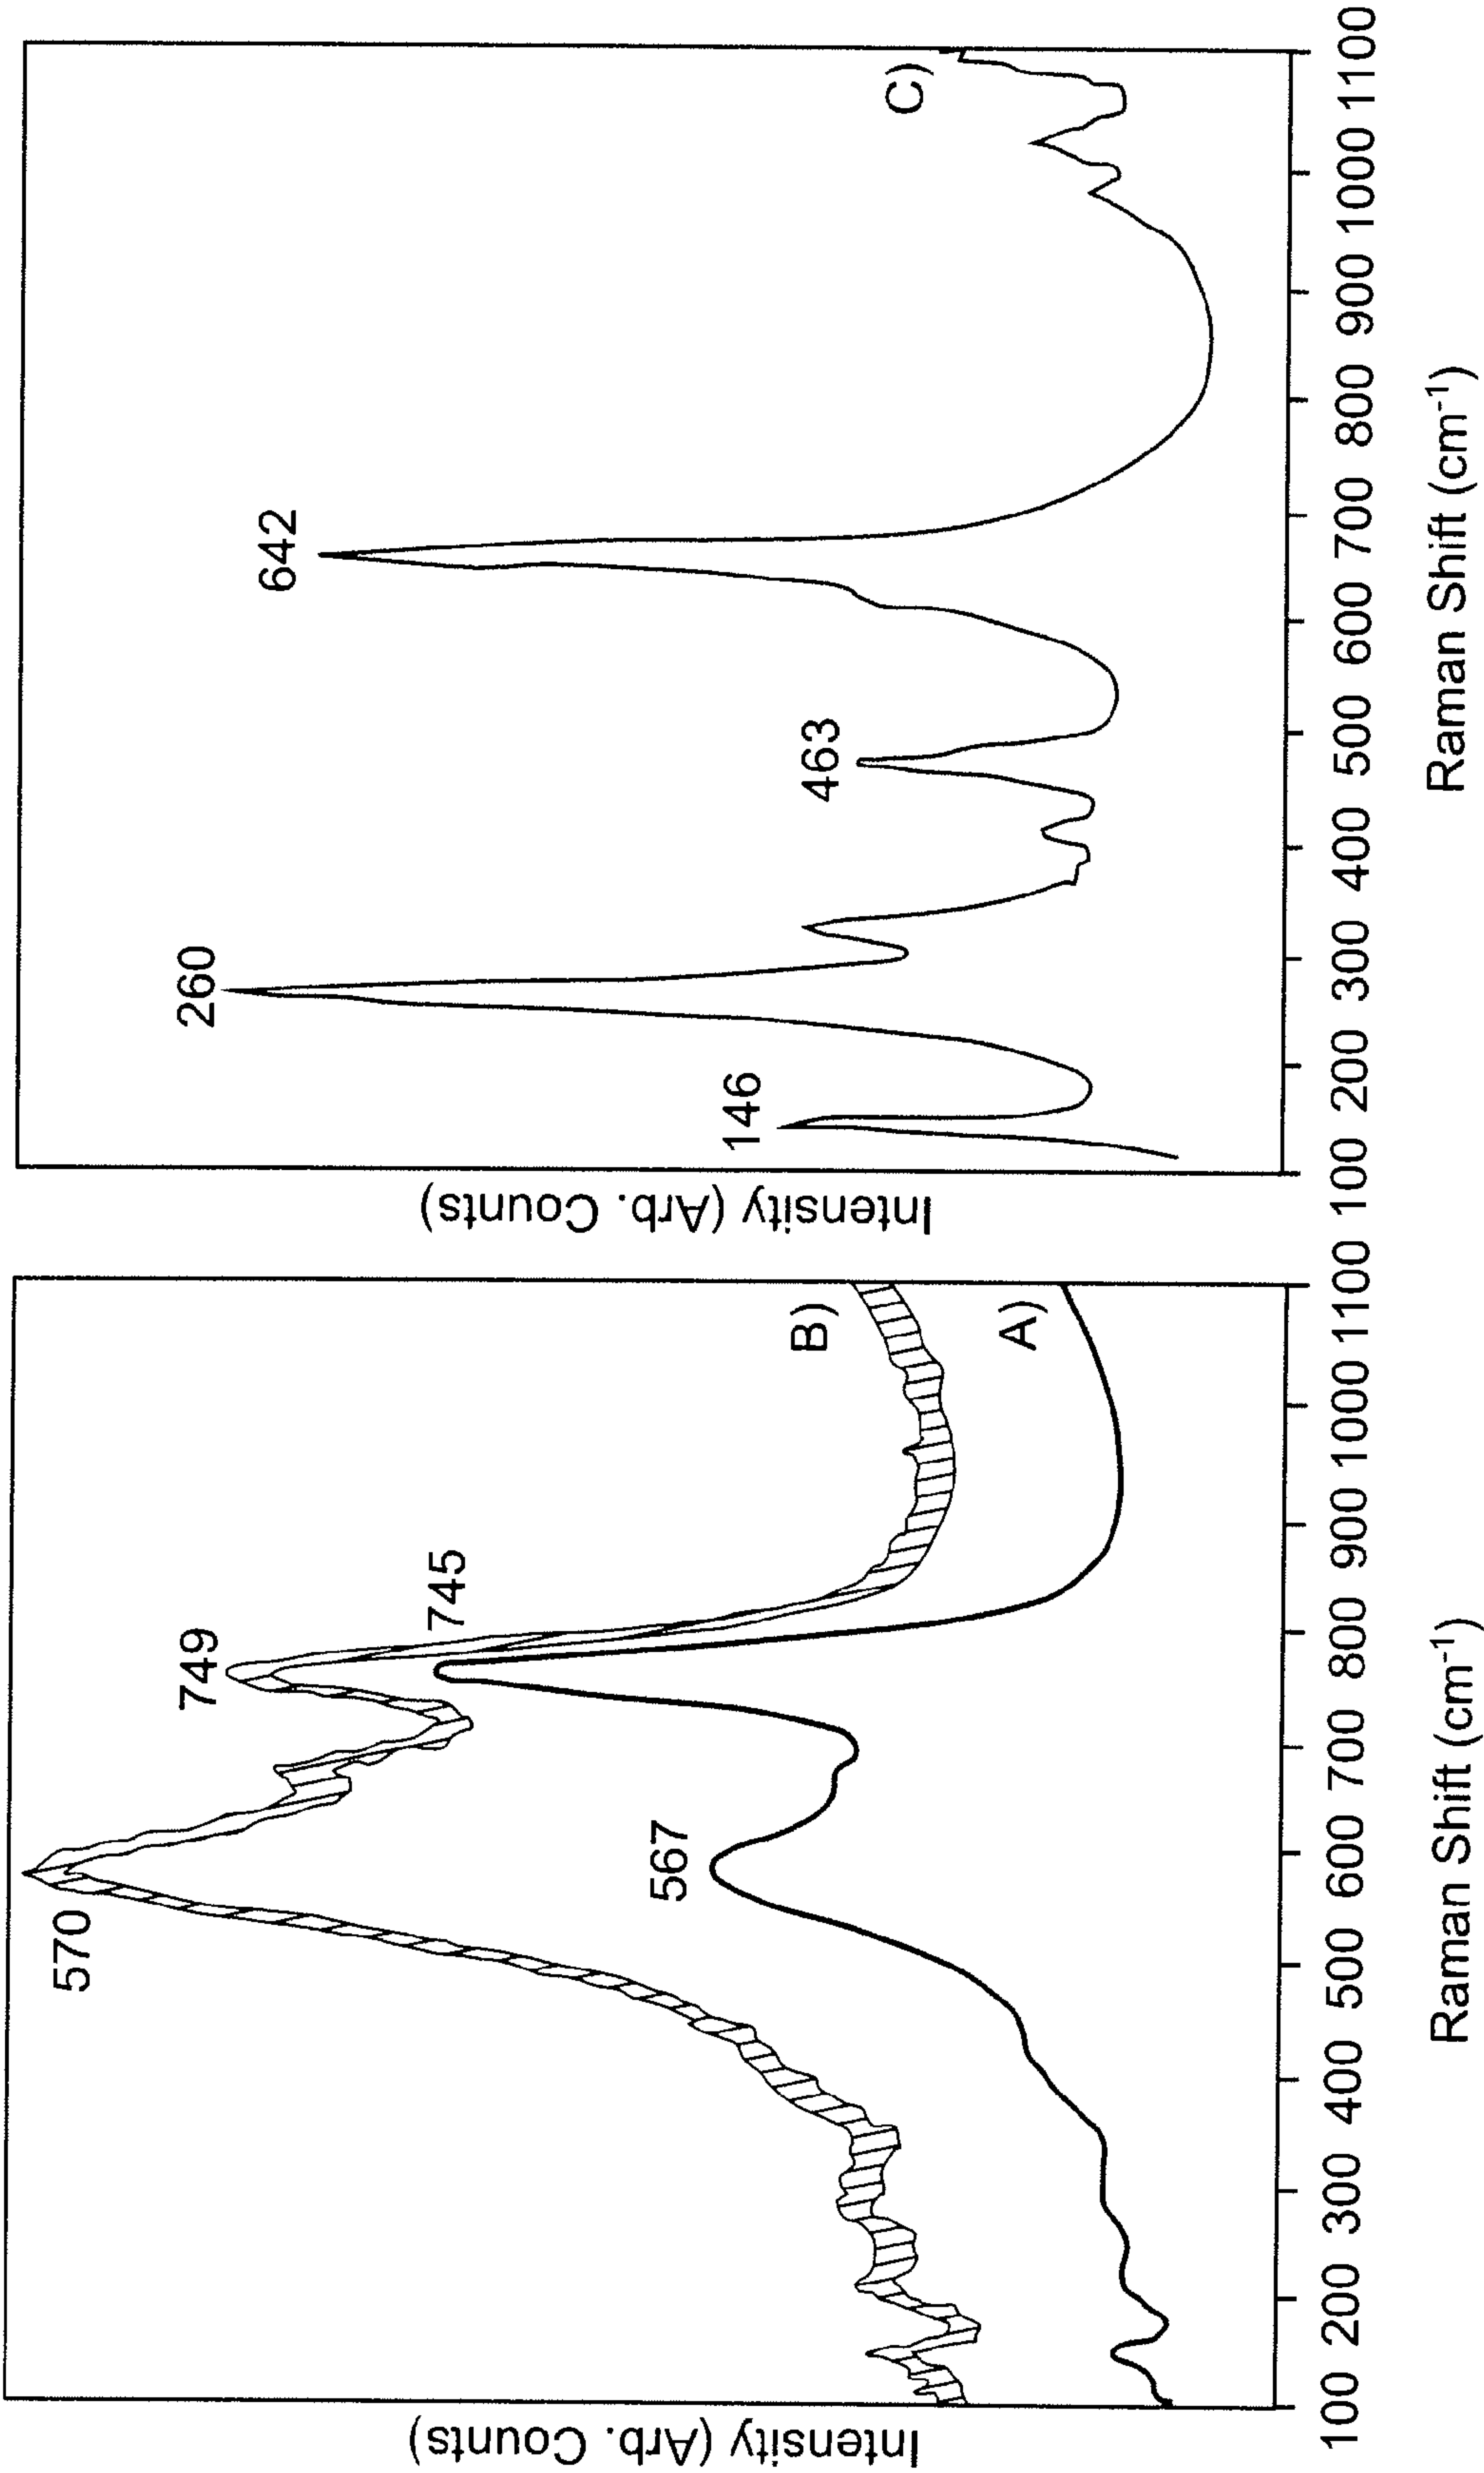 Intensity (Arb. Counts)
570
749
567
745
B)
A)
100 200 300 400 500 600 700 800 900 1000 1100
Raman Shift (cm-1)
Intensity (Arb. Counts)
146
260
463
642
C)
100 200 300 400 500 600 700 800 900 1000 1100
Raman Shift (cm-1)